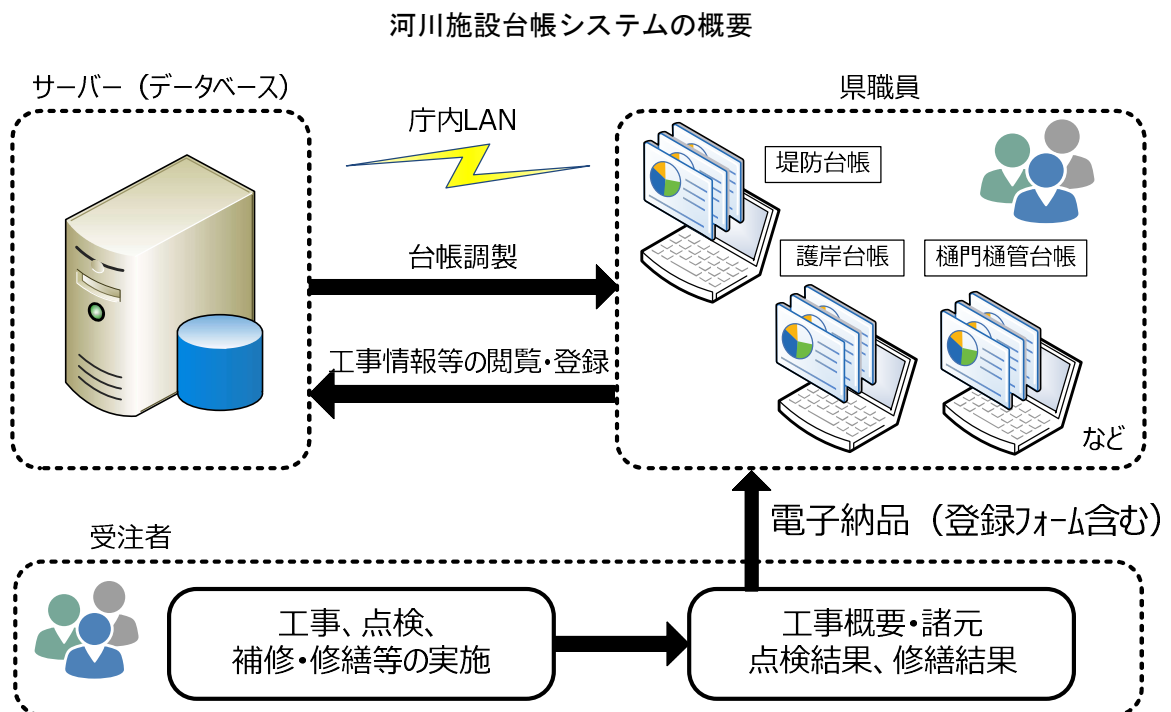 河川施設台帳システムの概要
サーバー（データベース）
県職員
庁内LAN
堤防台帳
台帳調製
護岸台帳
樋門樋管台帳
工事情報等の閲覧・登録
など
電子納品（登録フォーム含む）
受注者
工事、点検、
補修・修繕等の実施
工事概要・諸元
点検結果、修繕結果